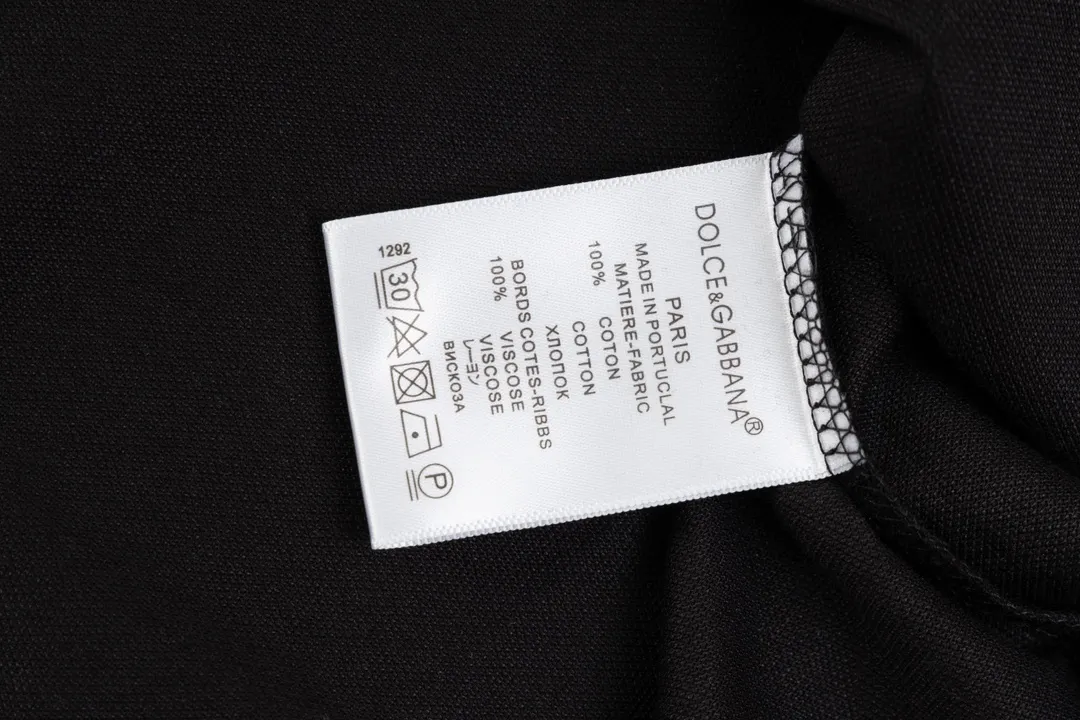 DOLCE&GABBANA®
PARIS
MADE IN PORTUCLAL
MATIERE-FABRIC
100% COTON
COTTON
ХЛОПОК
BORDS COTES-RIBBS
100% VISCOSE
VISCOSE
レーヨン
ВИСКОЗА
1292
30
P